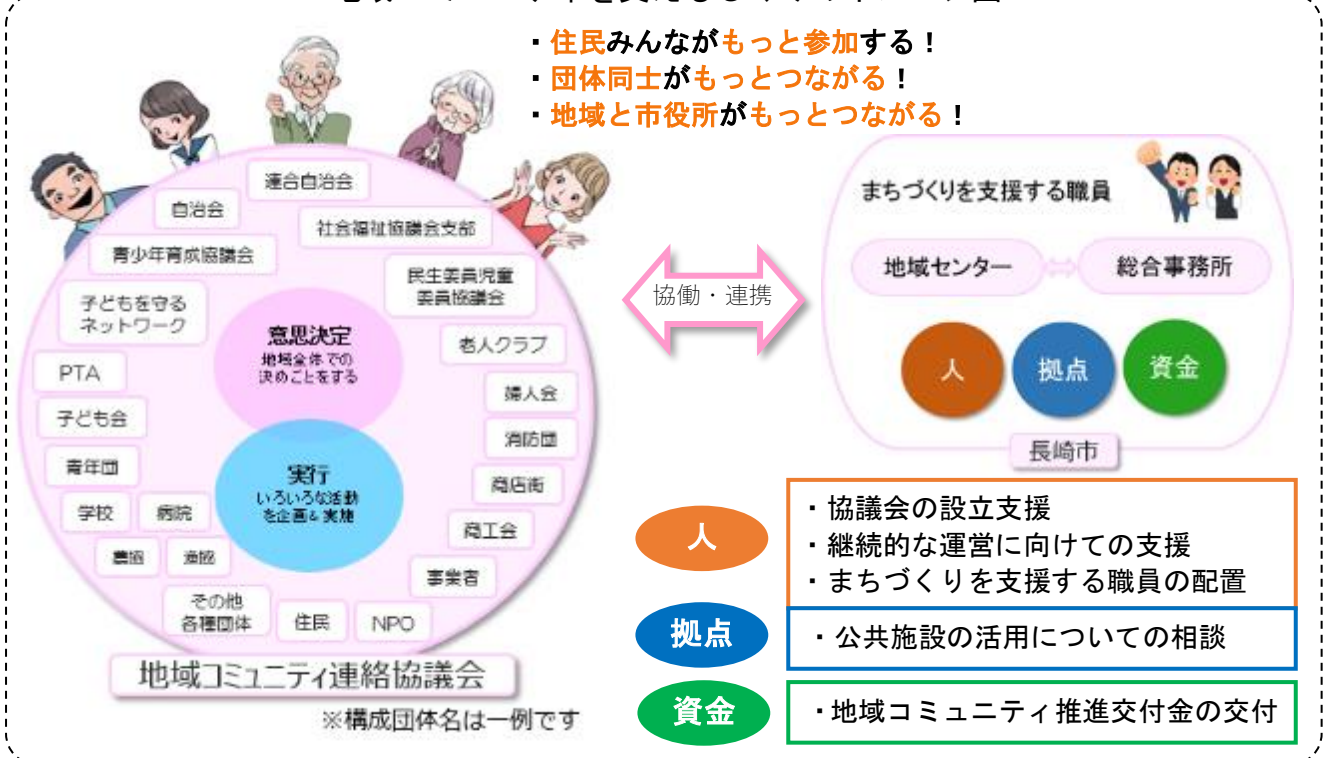 ・住民みんながもっと参加する！
・団体同士がもっとつながる！
・地域と市役所がもっとつながる！
連合自治会
自治会
社会福祉協議会支部
青少年育成協議会
民生委員児童
委員協議会
子どもを守る
ネットワーク
意思決定
地域全体での
決めごとをする
老人クラブ
PTA
婦人会
子ども会
消防団
青年団
実行
いろいろな活動
を企画&実施
商店街
学校
病院
商工会
農協
漁協
事業者
その他
各種団体
住民
NPO
地域コミュニティ連絡協議会
※構成団体名は一例です
協働・連携
まちづくりを支援する職員
地域センター
総合事務所
人
拠点
資金
長崎市
人
・協議会の設立支援
・継続的な運営に向けての支援
・まちづくりを支援する職員の配置
拠点
・公共施設の活用についての相談
資金
・地域コミュニティ推進交付金の交付